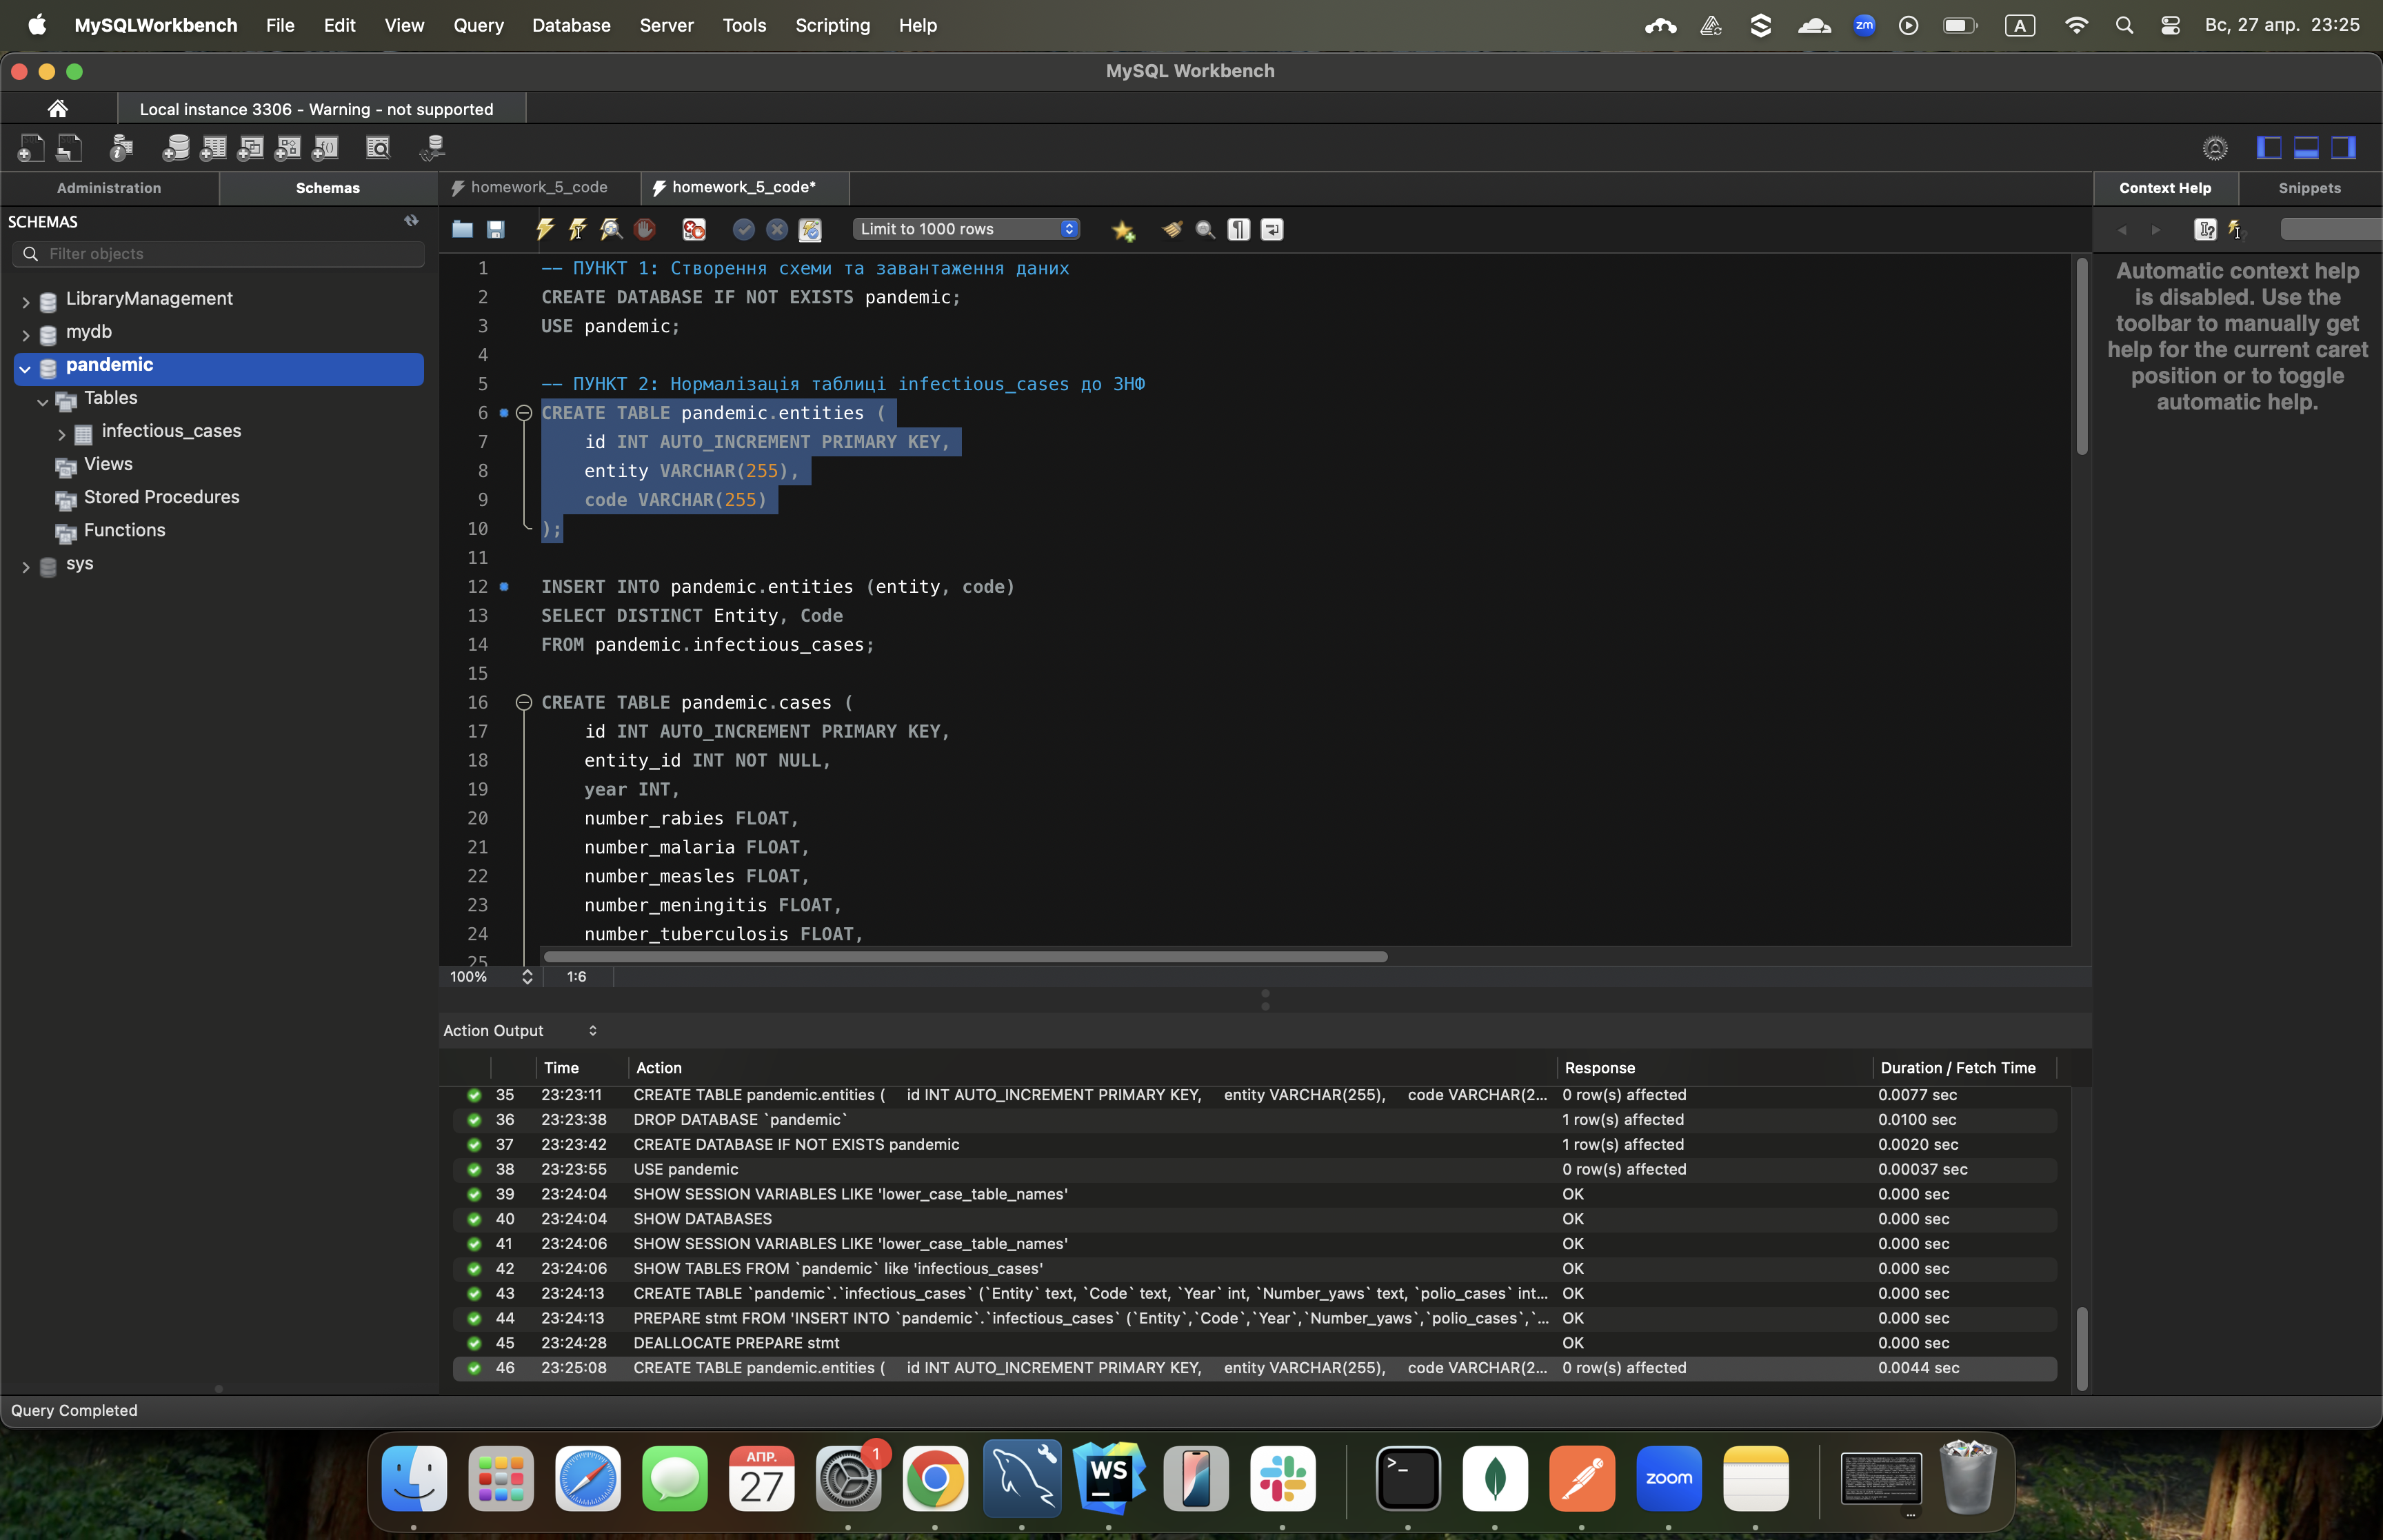 MySQLWorkbench File Edit View Query Database Server Tools Scripting Help
zm A Вс, 27 апр. 23:25
MySQL Workbench
Local instance 3306 - Warning - not supported
Administration Schemas
homework_5_code homework_5_code*
Context Help Snippets
SCHEMAS
Limit to 1000 rows
Filter objects
LibraryManagement
mydb
pandemic
Tables
infectious_cases
Views
Stored Procedures
Functions
sys
1 -- ПУНКТ 1: Створення схеми та завантаження даних
2 CREATE DATABASE IF NOT EXISTS pandemic;
3 USE pandemic;
4
5 -- ПУНКТ 2: Нормалізація таблиці infectious_cases до 3НФ
6 CREATE TABLE pandemic.entities (
7 id INT AUTO_INCREMENT PRIMARY KEY,
8 entity VARCHAR(255),
9 code VARCHAR(255)
10 );
11
12 INSERT INTO pandemic.entities (entity, code)
13 SELECT DISTINCT Entity, Code
14 FROM pandemic.infectious_cases;
15
16 CREATE TABLE pandemic.cases (
17 id INT AUTO_INCREMENT PRIMARY KEY,
18 entity_id INT NOT NULL,
19 year INT,
20 number_rabies FLOAT,
21 number_malaria FLOAT,
22 number_measles FLOAT,
23 number_meningitis FLOAT,
24 number_tuberculosis FLOAT,
25
100% 1:6
Automatic context help
is disabled. Use the
toolbar to manually get
help for the current caret
position or to toggle
automatic help.
Action Output
Time Action Response Duration / Fetch Time
35 23:23:11 CREATE TABLE pandemic.entities ( id INT AUTO_INCREMENT PRIMARY KEY, entity VARCHAR(255), code VARCHAR(2... 0 row(s) affected 0.0077 sec
36 23:23:38 DROP DATABASE `pandemic` 1 row(s) affected 0.0100 sec
37 23:23:42 CREATE DATABASE IF NOT EXISTS pandemic 1 row(s) affected 0.0020 sec
38 23:23:55 USE pandemic 0 row(s) affected 0.00037 sec
39 23:24:04 SHOW SESSION VARIABLES LIKE 'lower_case_table_names' OK 0.000 sec
40 23:24:04 SHOW DATABASES OK 0.000 sec
41 23:24:06 SHOW SESSION VARIABLES LIKE 'lower_case_table_names' OK 0.000 sec
42 23:24:06 SHOW TABLES FROM `pandemic` like 'infectious_cases' OK 0.000 sec
43 23:24:13 CREATE TABLE `pandemic`.`infectious_cases` (`Entity` text, `Code` text, `Year` int, `Number_yaws` text, `polio_cases` int... OK 0.000 sec
44 23:24:13 PREPARE stmt FROM 'INSERT INTO `pandemic`.`infectious_cases` (`Entity`,`Code`,`Year`,`Number_yaws`,`polio_cases`,`... OK 0.000 sec
45 23:24:28 DEALLOCATE PREPARE stmt OK 0.000 sec
46 23:25:08 CREATE TABLE pandemic.entities ( id INT AUTO_INCREMENT PRIMARY KEY, entity VARCHAR(255), code VARCHAR(2... 0 row(s) affected 0.0044 sec
Query Completed
АПР.
27
1
WS
zoom